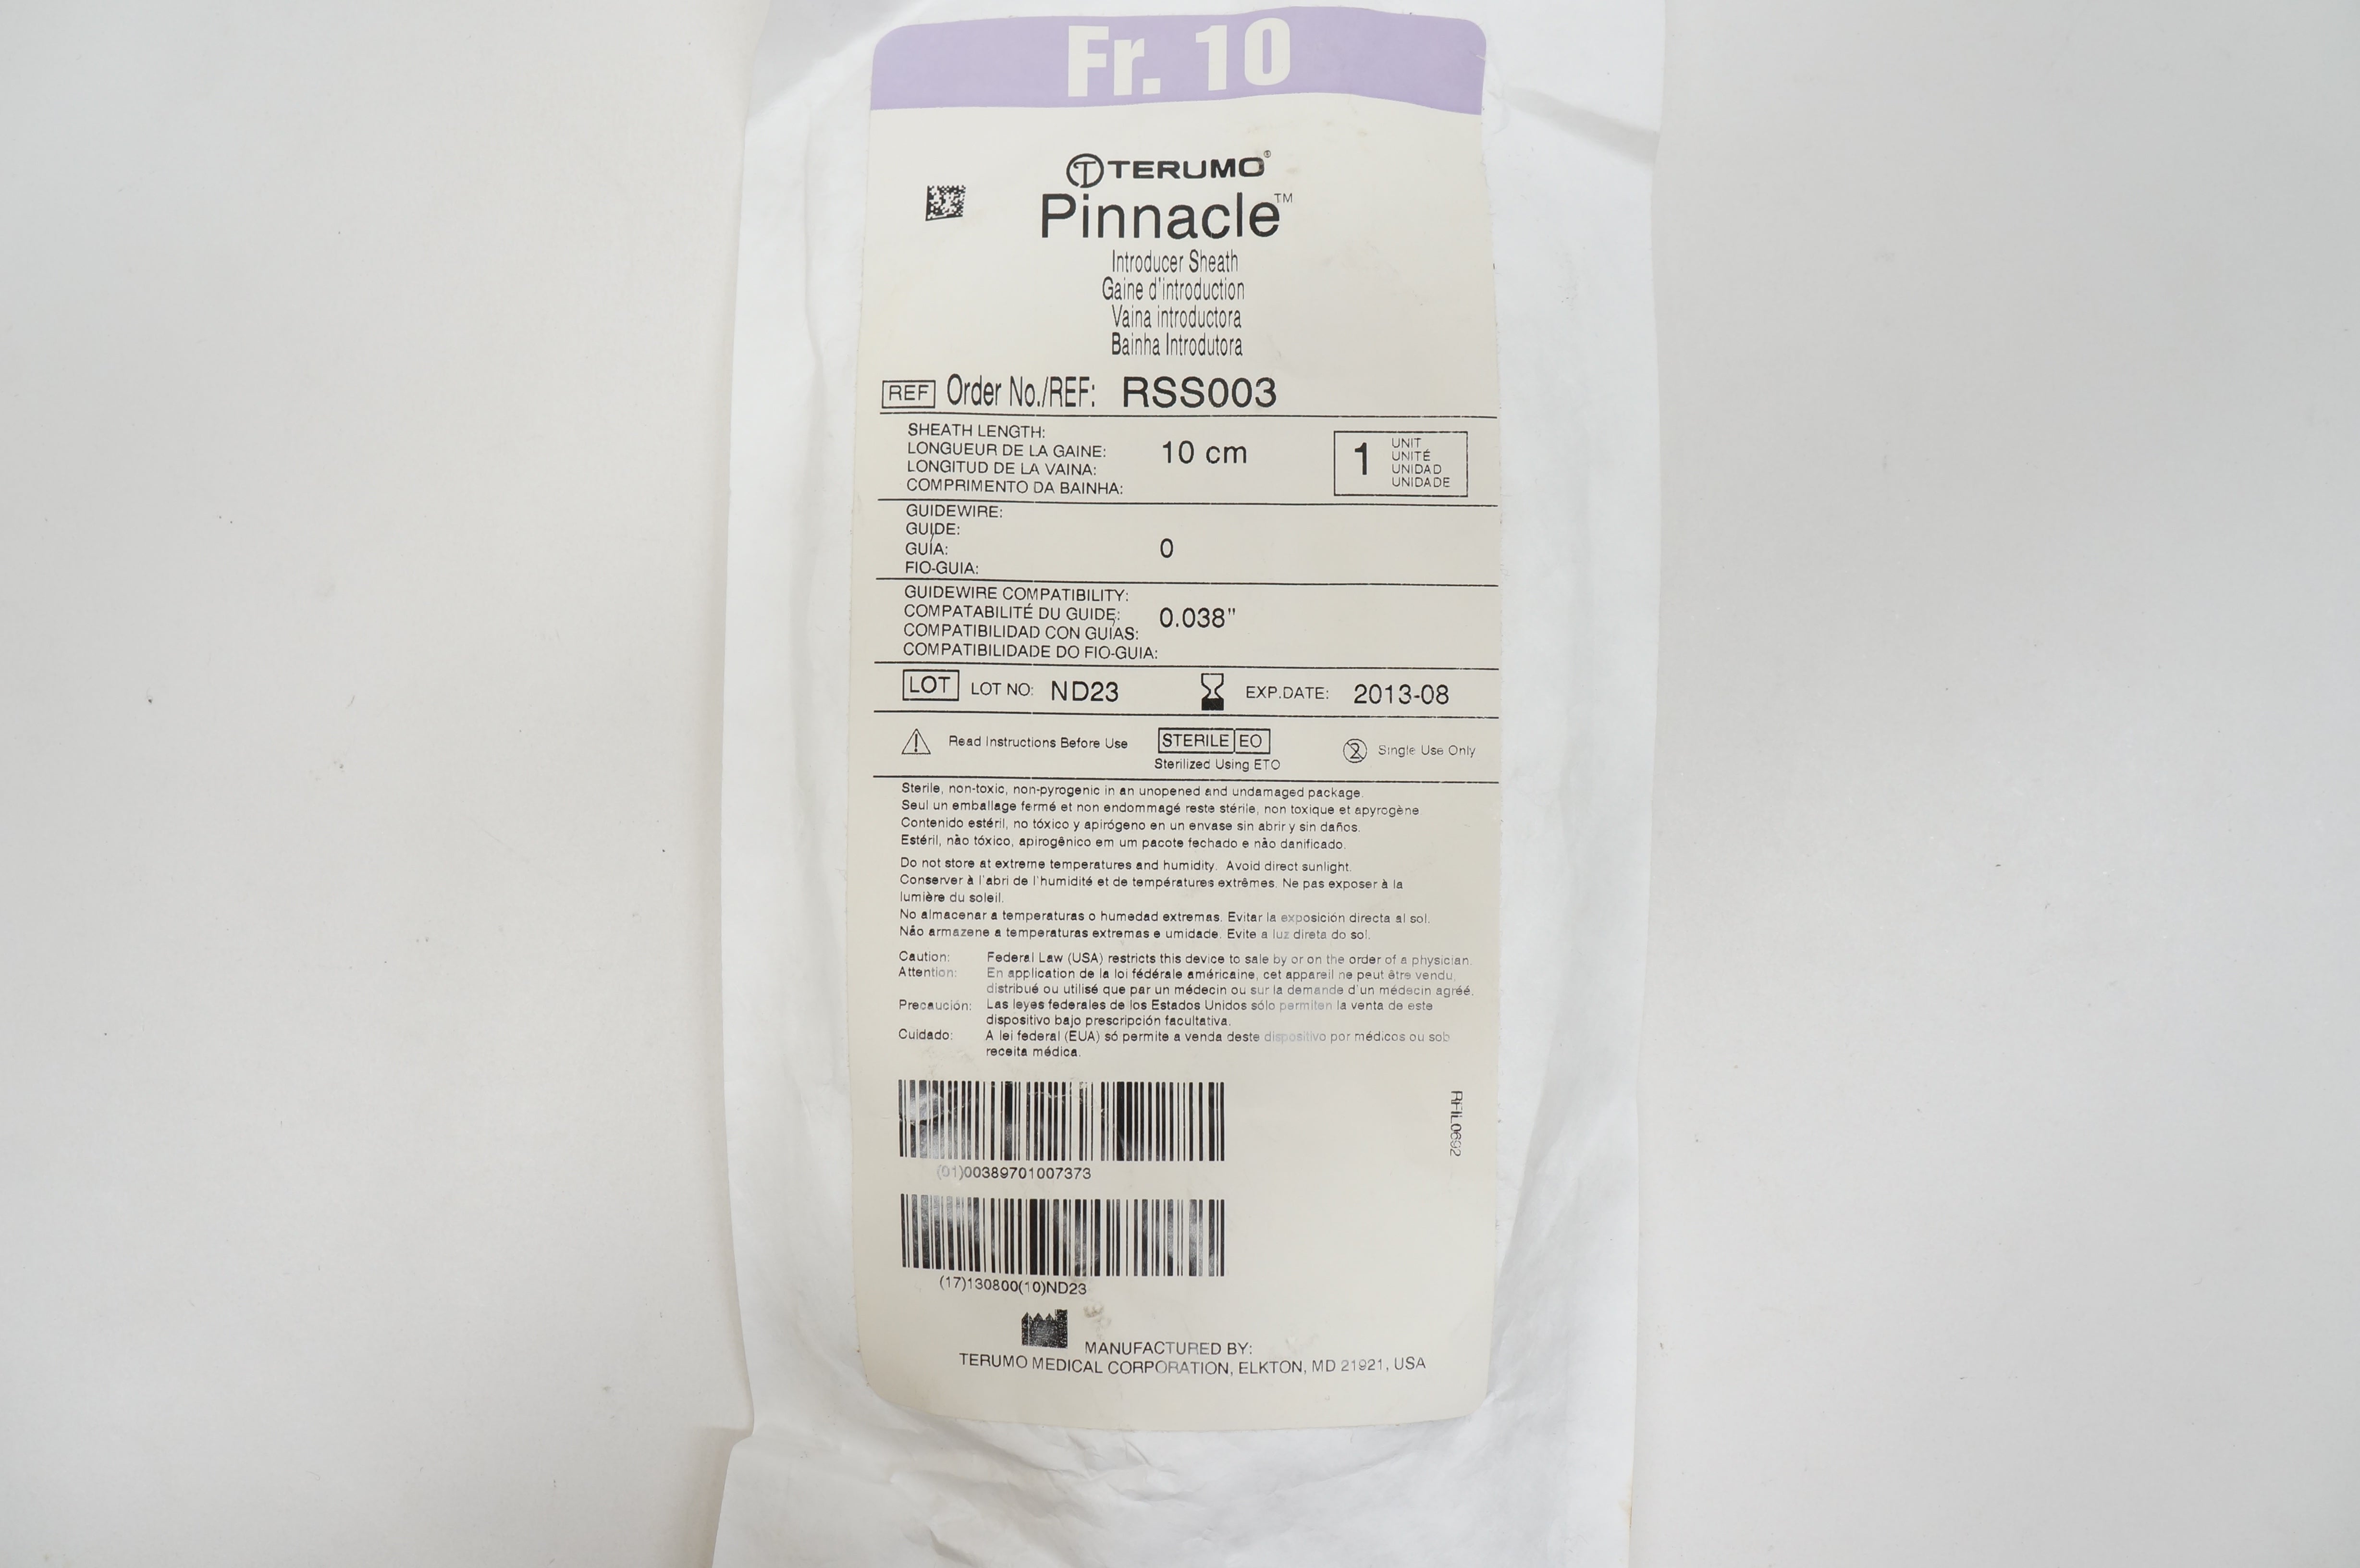 Fr. 10
TERUMO®
Pinnacle™
Introducer Sheath
Gaine d'introduction
Vaina introductora
Bainha Introdutora
REF Order No./REF: RSS003
SHEATH LENGTH:
LONGUEUR DE LA GAINE:
LONGITUD DE LA VAINA:
COMPRIMENTO DA BAINHA:
10 cm
1
UNIT
UNITÉ
UNIDAD
UNIDADE
GUIDEWIRE:
GUIDE:
GUÍA:
FIO-GUIA:
0
GUIDEWIRE COMPATIBILITY:
COMPATABILITÉ DU GUIDE:
COMPATIBILIDAD CON GUÍAS:
COMPATIBILIDADE DO FIO-GUIA:
0.038"
LOT LOT NO: ND23 EXP.DATE: 2013-08
Read Instructions Before Use
STERILE EO
Sterilized Using ETO
2 Single Use Only
Sterile, non-toxic, non-pyrogenic in an unopened and undamaged package.
Seul un emballage fermé et non endommagé reste stérile, non toxique et apyrogène
Contenido estéril, no tóxico y apirógeno en un envase sin abrir y sin daños.
Estéril, não tóxico, apirogênico em um pacote fechado e não danificado.
Do not store at extreme temperatures and humidity. Avoid direct sunlight.
Conserver à l'abri de l'humidité et de températures extrêmes. Ne pas exposer à la
lumière du soleil.
No almacenar a temperaturas o humedad extremas. Evitar la exposición directa al sol.
Não armazene a temperaturas extremas e umidade. Evite a luz direta do sol.
Caution: Federal Law (USA) restricts this device to sale by or on the order of a physician.
Attention: En application de la loi fédérale américaine, cet appareil ne peut être vendu,
distribué ou utilisé que par un médecin ou sur la demande d'un médecin agréé.
Precaución: Las leyes federales de los Estados Unidos sólo permiten la venta de este
dispositivo bajo prescripción facultativa.
Cuidado: A lei federal (EUA) só permite a venda deste dispositivo por médicos ou sob
receita médica.
(01)00389701007373
RFIL0692
(17)130800(10)ND23
MANUFACTURED BY:
TERUMO MEDICAL CORPORATION, ELKTON, MD 21921, USA